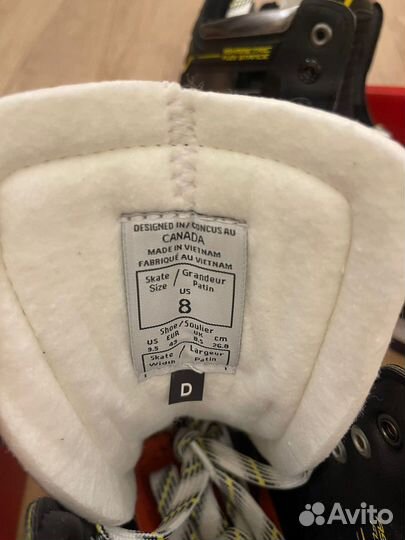 DESIGNED IN / CONCUS AU
CANADA
MADE IN VIETNAM
FABRIQUÉ AU VIETNAM
Skate / Grandeur
Size / Patin
US
8
Shoe/Soulier
US EUR UK cm
9.5 43 8.5 26.8
Skate / Largeur
Width / Patin
D
Avito